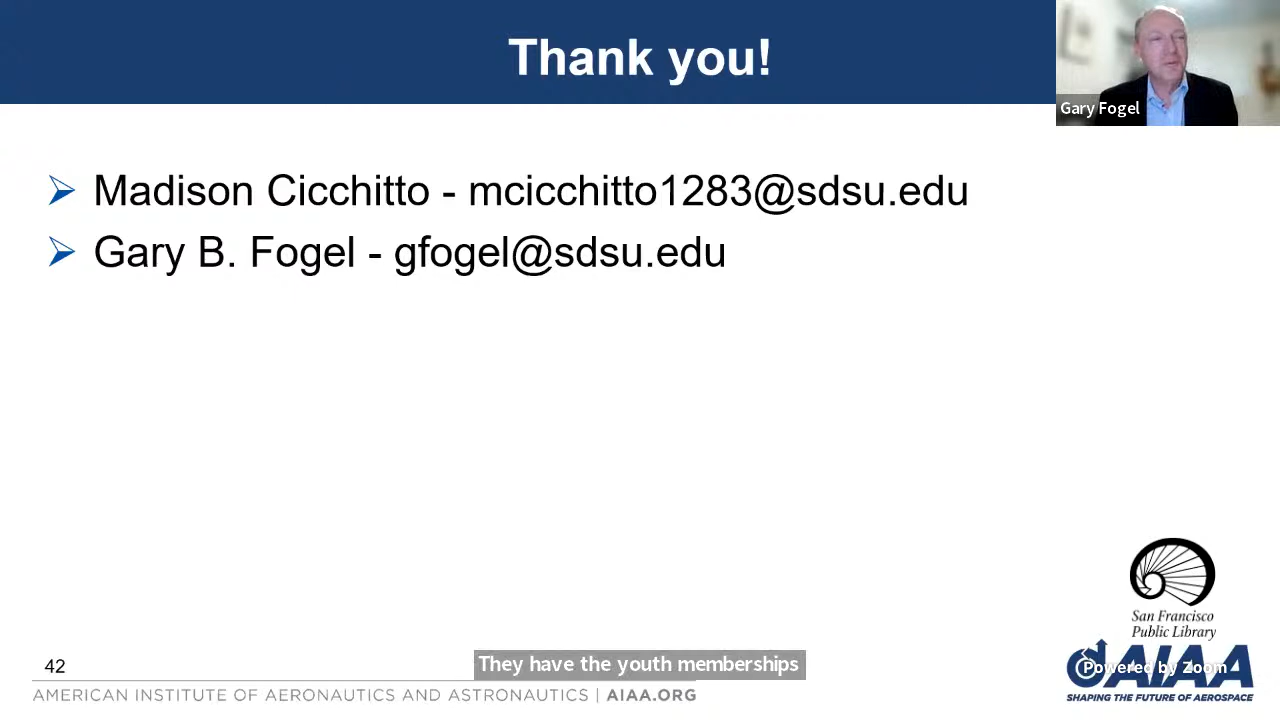 Thank you!
Gary Fogel
Madison Cicchitto - mcicchitto1283@sdsu.edu
Gary B. Fogel - gfogel@sdsu.edu
San Francisco
Public Library
They have the youth memberships
42
AIAA
Powered by Zoom
AMERICAN INSTITUTE OF AERONAUTICS AND ASTRONAUTICS | AIAA.ORG
SHAPING THE FUTURE OF AEROSPACE